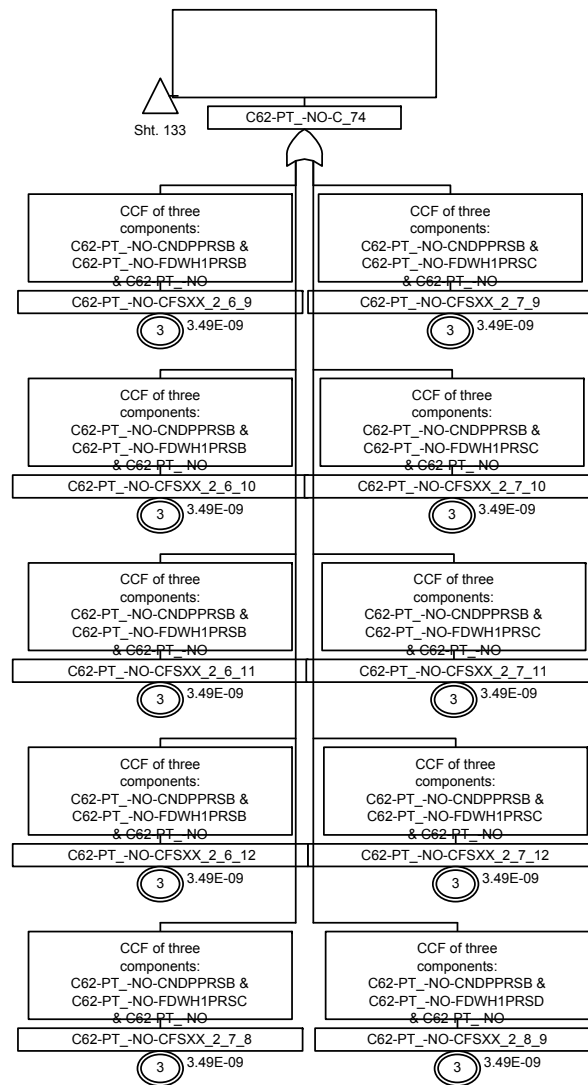 Sht. 133
C62-PT_-NO-C_74
CCF of three
components:
C62-PT_-NO-CNDPPRSB &
C62-PT_-NO-FDWH1PRSB
& C62-PT_-NO
C62-PT_-NO-CFSXX_2_6_9
3
3.49E-09
CCF of three
components:
C62-PT_-NO-CNDPPRSB &
C62-PT_-NO-FDWH1PRSC
& C62-PT_-NO
C62-PT_-NO-CFSXX_2_7_9
3
3.49E-09
CCF of three
components:
C62-PT_-NO-CNDPPRSB &
C62-PT_-NO-FDWH1PRSB
& C62-PT_-NO
C62-PT_-NO-CFSXX_2_6_10
3
3.49E-09
CCF of three
components:
C62-PT_-NO-CNDPPRSB &
C62-PT_-NO-FDWH1PRSC
& C62-PT_-NO
C62-PT_-NO-CFSXX_2_7_10
3
3.49E-09
CCF of three
components:
C62-PT_-NO-CNDPPRSB &
C62-PT_-NO-FDWH1PRSB
& C62-PT_-NO
C62-PT_-NO-CFSXX_2_6_11
3
3.49E-09
CCF of three
components:
C62-PT_-NO-CNDPPRSB &
C62-PT_-NO-FDWH1PRSC
& C62-PT_-NO
C62-PT_-NO-CFSXX_2_7_11
3
3.49E-09
CCF of three
components:
C62-PT_-NO-CNDPPRSB &
C62-PT_-NO-FDWH1PRSB
& C62-PT_-NO
C62-PT_-NO-CFSXX_2_6_12
3
3.49E-09
CCF of three
components:
C62-PT_-NO-CNDPPRSB &
C62-PT_-NO-FDWH1PRSC
& C62-PT_-NO
C62-PT_-NO-CFSXX_2_7_12
3
3.49E-09
CCF of three
components:
C62-PT_-NO-CNDPPRSB &
C62-PT_-NO-FDWH1PRSC
& C62-PT_-NO
C62-PT_-NO-CFSXX_2_7_8
3
3.49E-09
CCF of three
components:
C62-PT_-NO-CNDPPRSB &
C62-PT_-NO-FDWH1PRSD
& C62-PT_-NO
C62-PT_-NO-CFSXX_2_8_9
3
3.49E-09